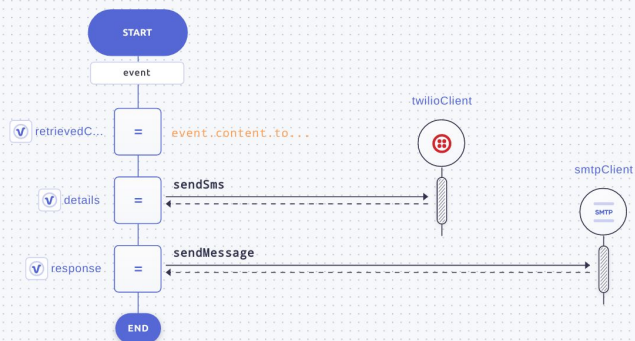 START
event
twilioClient
retrievedC...
=
event.content.to...
smtpClient
sendSms
details
=
SMTP
sendMessage
response
=
END